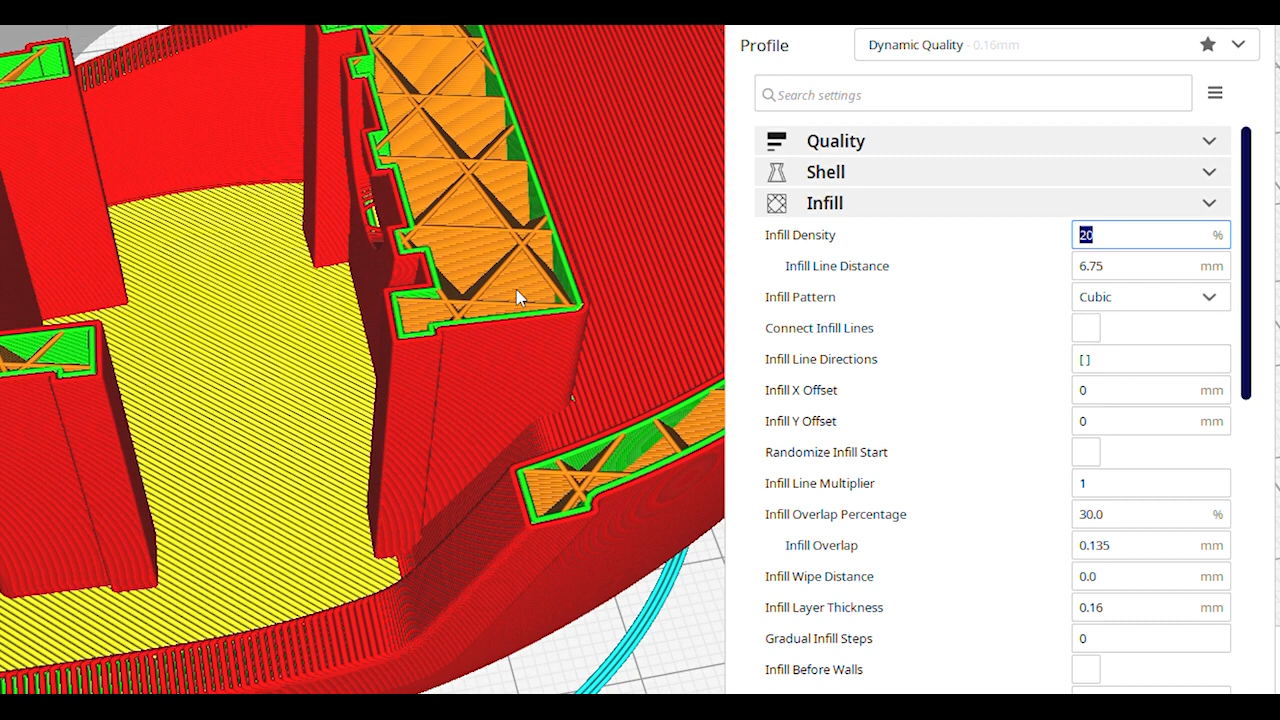 Profile
Dynamic Quality - 0.16mm
Search settings
Quality
Shell
Infill
Infill Density 20 %
Infill Line Distance 6.75 mm
Infill Pattern Cubic
Connect Infill Lines
Infill Line Directions [ ]
Infill X Offset 0 mm
Infill Y Offset 0 mm
Randomize Infill Start
Infill Line Multiplier 1
Infill Overlap Percentage 30.0 %
Infill Overlap 0.135 mm
Infill Wipe Distance 0.0 mm
Infill Layer Thickness 0.16 mm
Gradual Infill Steps 0
Infill Before Walls